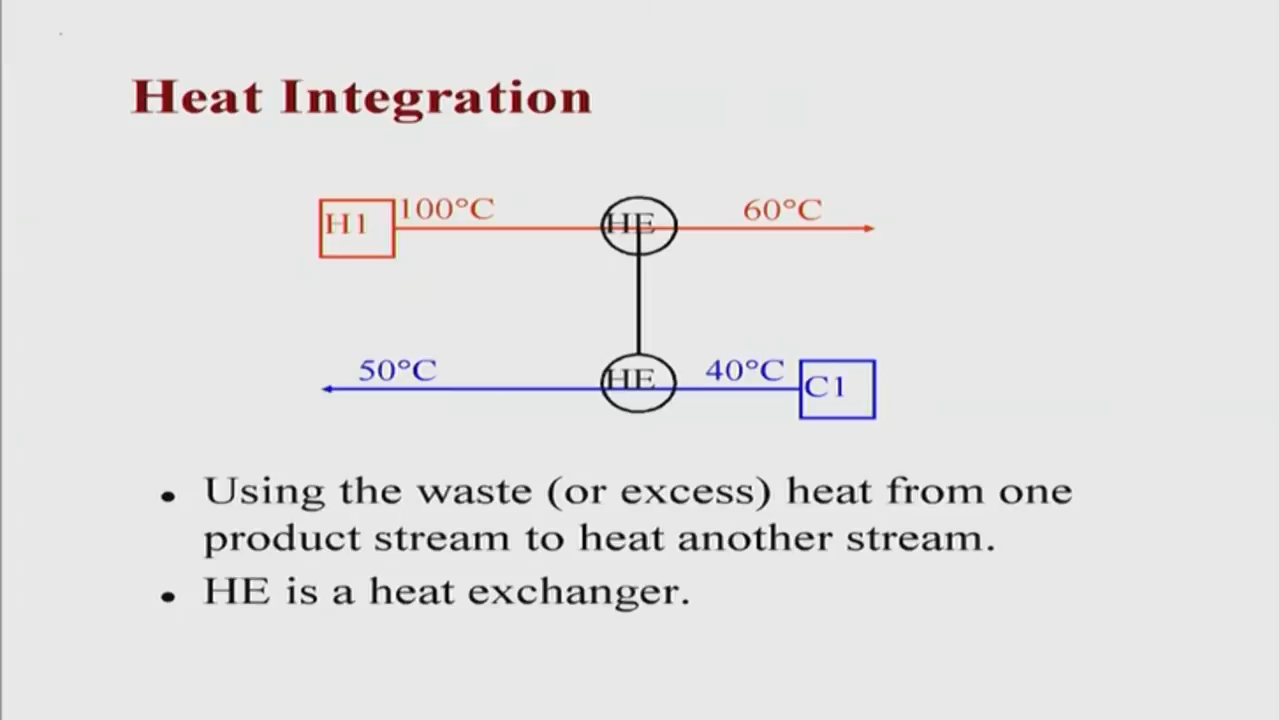 Heat Integration
H1 100°C HE 60°C
50°C HE 40°C C1
• Using the waste (or excess) heat from one
product stream to heat another stream.
• HE is a heat exchanger.